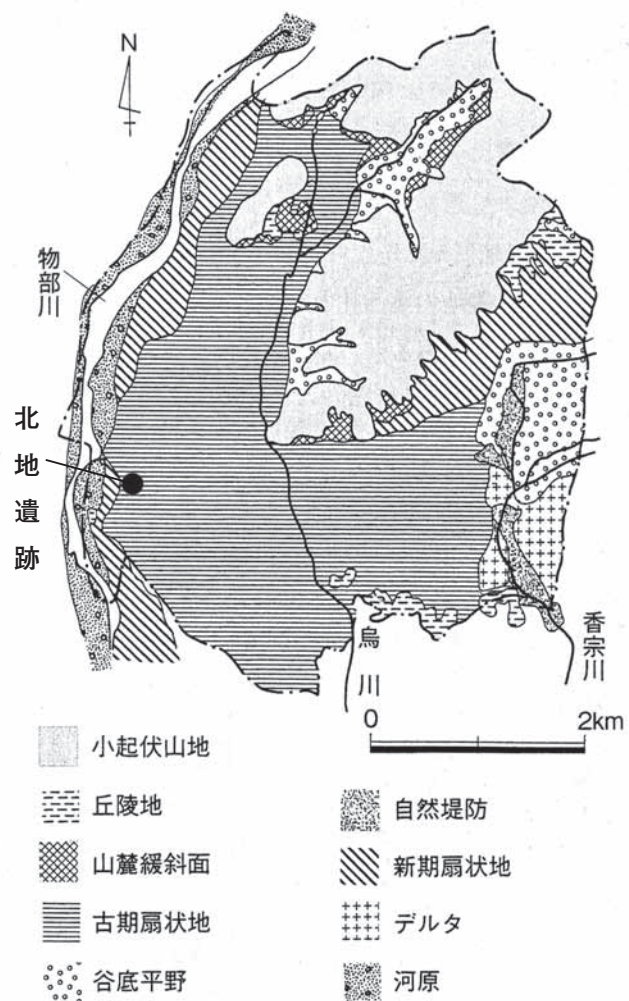 N
物部川
北地遺跡
烏川
香宗川
0 2km
小起伏山地
丘陵地
自然堤防
山麓緩斜面
新期扇状地
古期扇状地
デルタ
谷底平野
河原